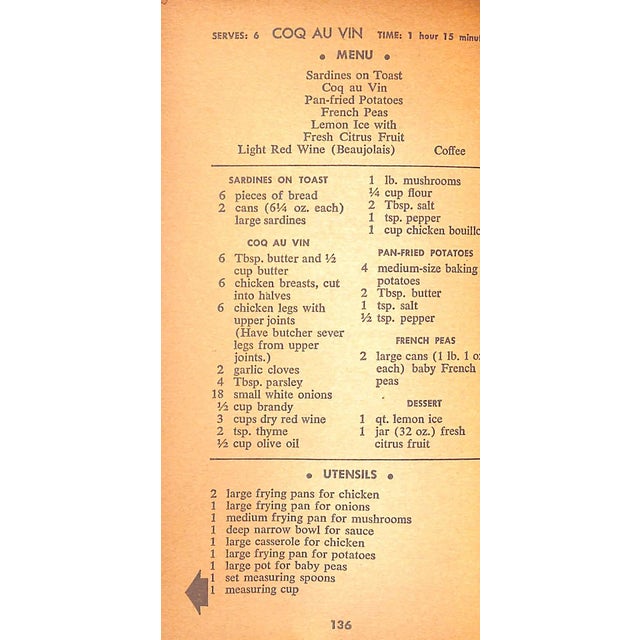 SERVES: 6 COQ AU VIN TIME: 1 hour 15
• MENU •
Sardines on Toast
Coq au Vin
Pan-fried Potatoes
French Peas
Lemon Ice with
Fresh Citrus Fruit
Light Red Wine (Beaujolais) Coffee
SARDINES ON TOAST
6 pieces of bread
2 cans (6¼ oz. each)
large sardines
COQ AU VIN
6 Tbsp. butter and ½
cup butter
6 chicken breasts, cut
into halves
6 chicken legs with
upper joints
(Have butcher sever
legs from upper
joints.)
2 garlic cloves
4 Tbsp. parsley
18 small white onions
½ cup brandy
3 cups dry red wine
2 tsp. thyme
½ cup olive oil
1 lb. mushrooms
¼ cup flour
2 Tbsp. salt
1 tsp. pepper
1 cup chicken
PAN-FRIED POTATOES
4 medium-size baking
potatoes
2 Tbsp. butter
1 tsp. salt
½ tsp. pepper
FRENCH PEAS
2 large cans (1 lb. 1
each) baby French
peas
DESSERT
1 qt. lemon ice
1 jar (32 oz.) fresh
citrus fruit
• UTENSILS •
2 large frying pans for chicken
1 large frying pan for onions
1 medium frying pan for mushrooms
1 deep narrow bowl for sauce
1 large casserole for chicken
1 large frying pan for potatoes
1 large pot for baby peas
1 set measuring spoons
1 measuring cup
136